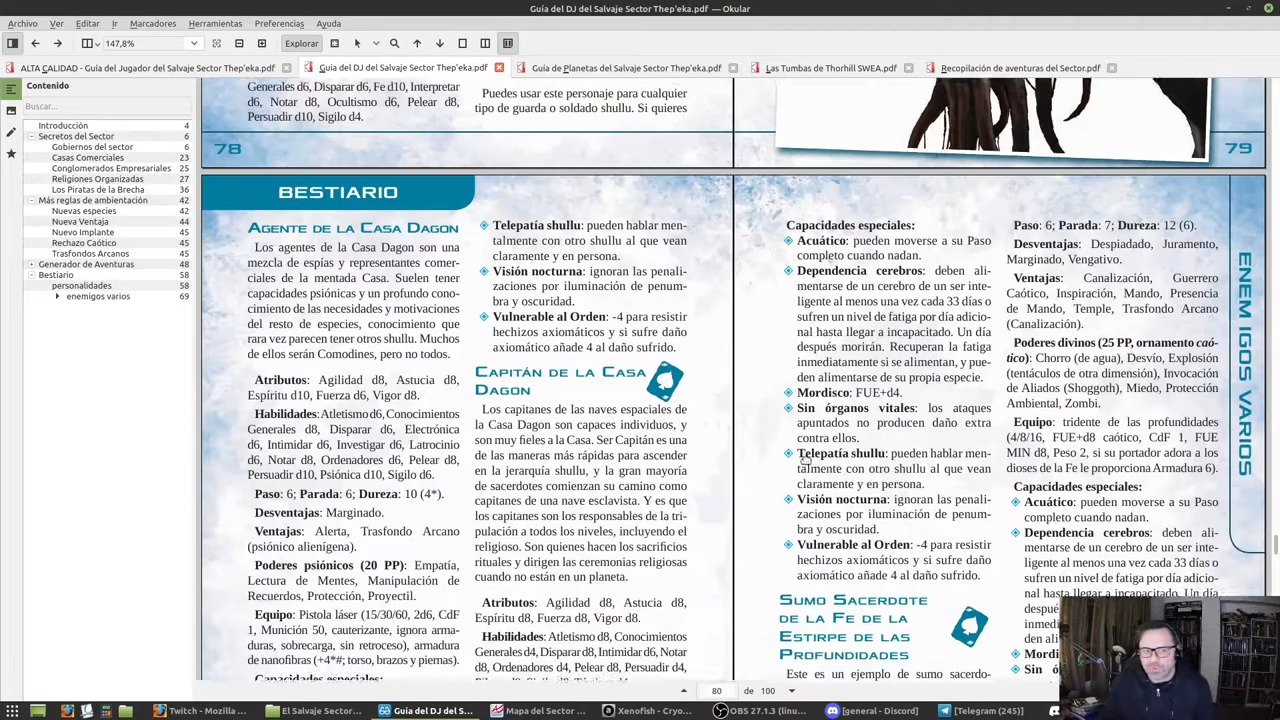 Guía del DJ del Salvaje Sector Thep'eka.pdf — Okular
Archivo Ver Editar Ir Marcadores Herramientas Preferencias Ayuda
147,8% Explorar
ALTA CALIDAD - Guía del Jugador del Salvaje Sector Thep'eka.pdf
Guía del DJ del Salvaje Sector Thep'eka.pdf
Guía de Planetas del Salvaje Sector Thep'eka.pdf
Las Tumbas de Thorhill SWEA.pdf
Recopilación de aventuras del Sector.pdf
Contenido
Buscar...
Introducción 4
Secretos del Sector 6
Gobiernos del sector 6
Casas Comerciales 23
Conglomerados Empresariales 25
Religiones Organizadas 27
Los Piratas de la Brecha 36
Más reglas de ambientación 42
Nuevas especies 42
Nueva Ventaja 44
Nuevo Implante 44
Rechazo Caótico 45
Trasfondos Arcanos 45
Generador de Aventuras 48
Bestiario 58
personalidades 58
enemigos varios 69
Generales d6, Disparar d6, Fe d10, Interpretar
d6, Notar d8, Ocultismo d6, Pelear d8,
Persuadir d10, Sigilo d4.
Puedes usar este personaje para cualquier
tipo de guarda o soldado shullu. Si quieres
78
79
BESTIARIO
Agente de la Casa Dagon
Los agentes de la Casa Dagon son una
mezcla de espías y representantes comer-
ciales de la mentada Casa. Suelen tener
capacidades psiónicas y un profundo cono-
cimiento de las necesidades y motivaciones
del resto de especies, conocimiento que
rara vez parecen tener otros shullu. Muchos
de ellos serán Comodines, pero no todos.
Atributos: Agilidad d8, Astucia d8,
Espíritu d10, Fuerza d6, Vigor d8.
Habilidades: Atletismo d6, Conocimientos
Generales d8, Disparar d6, Electrónica
d6, Intimidar d6, Investigar d6, Latrocinio
d6, Notar d8, Ordenadores d6, Pelear d8,
Persuadir d10, Psiónica d10, Sigilo d6.
Paso: 6; Parada: 6; Dureza: 10 (4*).
Desventajas: Marginado.
Ventajas: Alerta, Trasfondo Arcano
(psiónico alienígena).
Poderes psiónicos (20 PP): Empatía,
Lectura de Mentes, Manipulación de
Recuerdos, Protección, Proyectil.
Equipo: Pistola láser (15/30/60, 2d6, CdF
1, Munición 50, cauterizante, ignora arma-
duras, sobrecarga, sin retroceso), armadura
de nanofibras (+4*#; torso, brazos y piernas).
Capacidades especiales:
Telepatía shullu: pueden hablar men-
talmente con otro shullu al que vean
claramente y en persona.
Visión nocturna: ignoran las penali-
zaciones por iluminación de penum-
bra y oscuridad.
Vulnerable al Orden: -4 para resistir
hechizos axiomáticos y si sufre daño
axiomático añade 4 al daño sufrido.
Capitán de la Casa
Dagon
Los capitanes de las naves espaciales de
la Casa Dagon son capaces individuos, y
son muy fieles a la Casa. Ser Capitán es una
de las maneras más rápidas para ascender
en la jerarquía shullu, y la gran mayoría
de sacerdotes comienzan su camino como
capitanes de una nave esclavista. Y es que
los capitanes son los responsables de la tri-
pulación a todos los niveles, incluyendo el
religioso. Son quienes hacen los sacrificios
rituales y dirigen las ceremonias religiosas
cuando no están en un planeta.
Atributos: Agilidad d8, Astucia d8,
Espíritu d8, Fuerza d8, Vigor d8.
Habilidades: Atletismo d8, Conocimientos
Generales d4, Disparar d8, Intimidar d6, Notar
d8, Ordenadores d4, Pelear d8, Persuadir d4,
Capacidades especiales:
Acuático: pueden moverse a su Paso
completo cuando nadan.
Dependencia cerebros: deben ali-
mentarse de un cerebro de un ser inte-
ligente al menos una vez cada 33 días o
sufren un nivel de fatiga por día adicio-
nal hasta llegar a incapacitado. Un día
después morirán. Recuperan la fatiga
inmediatamente si se alimentan, y pue-
den alimentarse de su propia especie.
Mordisco: FUE+d4.
Sin órganos vitales: los ataques
apuntados no producen daño extra
contra ellos.
Telepatía shullu: pueden hablar men-
talmente con otro shullu al que vean
claramente y en persona.
Visión nocturna: ignoran las penali-
zaciones por iluminación de penum-
bra y oscuridad.
Vulnerable al Orden: -4 para resistir
hechizos axiomáticos y si sufre daño
axiomático añade 4 al daño sufrido.
Sumo Sacerdote
de la Fe de la
Estirpe de las
Profundidades
Este es un ejemplo de sumo sacerdo-
Paso: 6; Parada: 7; Dureza: 12 (6).
Desventajas: Despiadado, Juramento,
Marginado, Vengativo.
Ventajas: Canalización, Guerrero
Caótico, Inspiración, Mando, Presencia
de Mando, Temple, Trasfondo Arcano
(Canalización).
Poderes divinos (25 PP, ornamento caó-
tico): Chorro (de agua), Desvío, Explosión
(tentáculos de otra dimensión), Invocación
de Aliados (Shoggoth), Miedo, Protección
Ambiental, Zombi.
Equipo: tridente de las profundidades
(4/8/16, FUE+d8 caótico, CdF 1, FUE
MIN d8, Peso 2, si su portador adora a los
dioses de la Fe le proporciona Armadura 6).
Capacidades especiales:
Acuático: pueden moverse a su Paso
completo cuando nadan.
Dependencia cerebros: deben ali-
mentarse de un cerebro de un ser inte-
ligente al menos una vez cada 33 días o
sufren un nivel de fatiga por día adicio-
nal hasta llegar a incapacitado. Un día
despué
inmedi
den ali
Mordi
Sin ó
ENEMIGOS VARIOS
80 de 100
Twitch - Mozilla ...
El Salvaje Sector...
Guía del DJ del S...
Mapa del Sector ...
Xenofish - Cryo...
OBS 27.1.3 (linu...
[general - Discord]
[Telegram (245)]